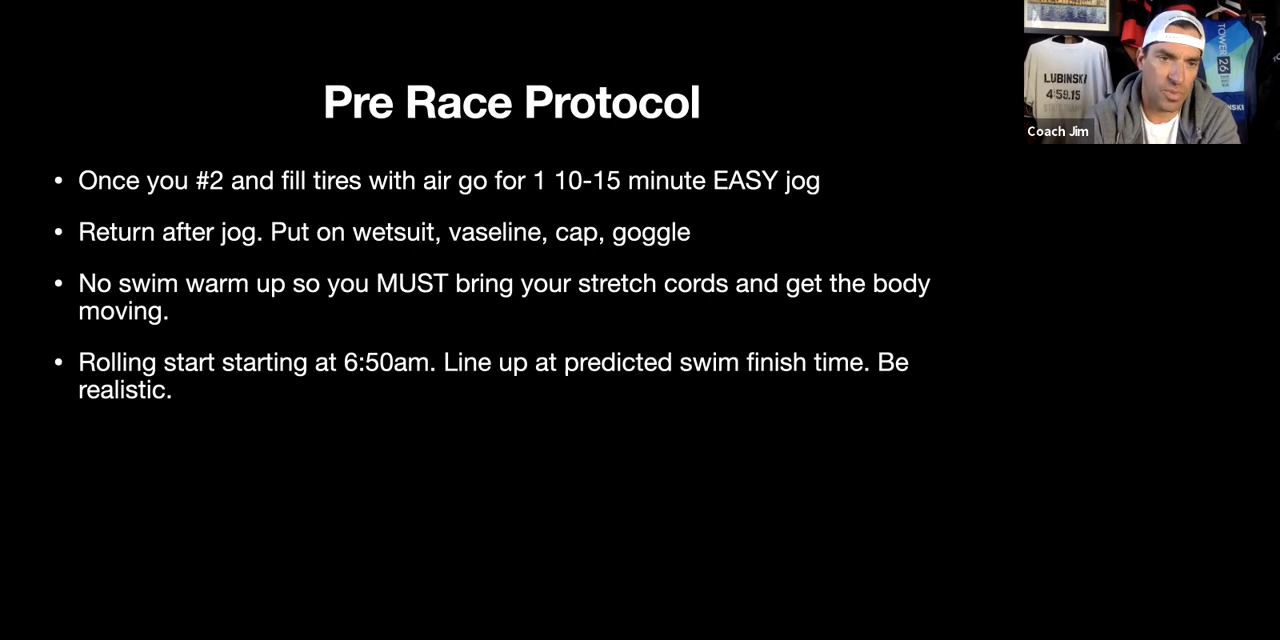 Pre Race Protocol
• Once you #2 and fill tires with air go for 1 10-15 minute EASY jog
• Return after jog. Put on wetsuit, vaseline, cap, goggle
• No swim warm up so you MUST bring your stretch cords and get the body
moving.
• Rolling start starting at 6:50am. Line up at predicted swim finish time. Be
realistic.
LUBINSKI
4:59.15
TOWER
26
Coach Jim